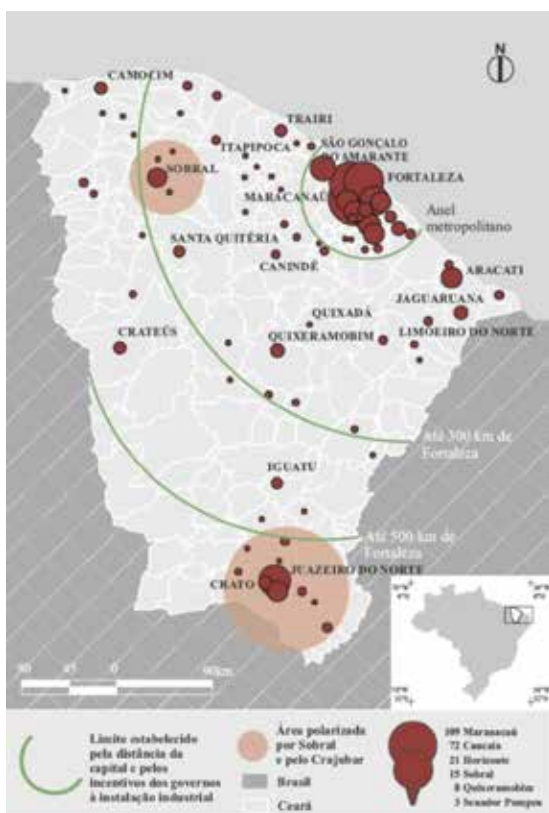 N
CAMOCIM
TRAIRI
ITAPIPOCA
SÃO GONÇALO
DO AMARANTE
SOBRAL
FORTALEZA
MARACANAÚ
Anel
metropolitano
SANTA QUITÉRIA
CANINDÉ
ARACATI
JAGUARUANA
QUIXADÁ
LIMOEIRO DO NORTE
CRATEÚS
QUIXERAMOBIM
Até 300 km de
Fortaleza
IGUATU
Até 500 km de
Fortaleza
JUAZEIRO DO NORTE
CRATO
90 45 0 90km
Limite estabelecido
pela distância da
capital e pelos
incentivos dos governos
à instalação industrial
Área polarizada
por Sobral
e pelo Crajubar
Brasil
Ceará
109 Maracanaú
72 Caucaia
21 Horizonte
15 Sobral
8 Quixeramobim
3 Senador Pompeu